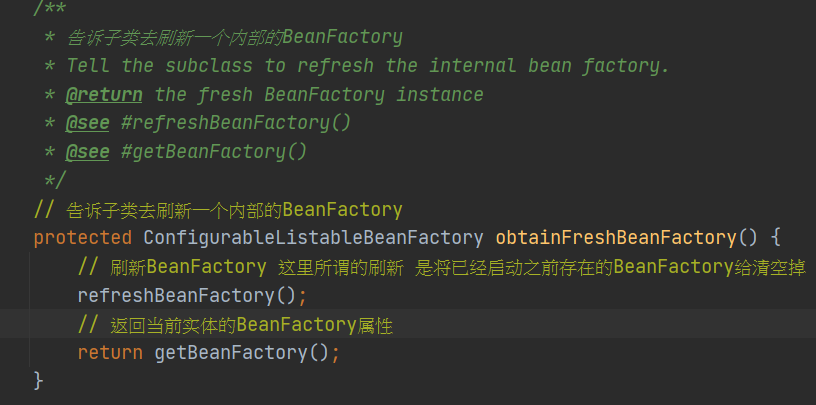 /**
* 告诉子类去刷新一个内部的BeanFactory
* Tell the subclass to refresh the internal bean factory.
* @return the fresh BeanFactory instance
* @see #refreshBeanFactory()
* @see #getBeanFactory()
*/
// 告诉子类去刷新一个内部的BeanFactory
protected ConfigurableListableBeanFactory obtainFreshBeanFactory() {
// 刷新BeanFactory 这里所谓的刷新 是将已经启动之前存在的BeanFactory给清空掉
refreshBeanFactory();
// 返回当前实体的BeanFactory属性
return getBeanFactory();
}